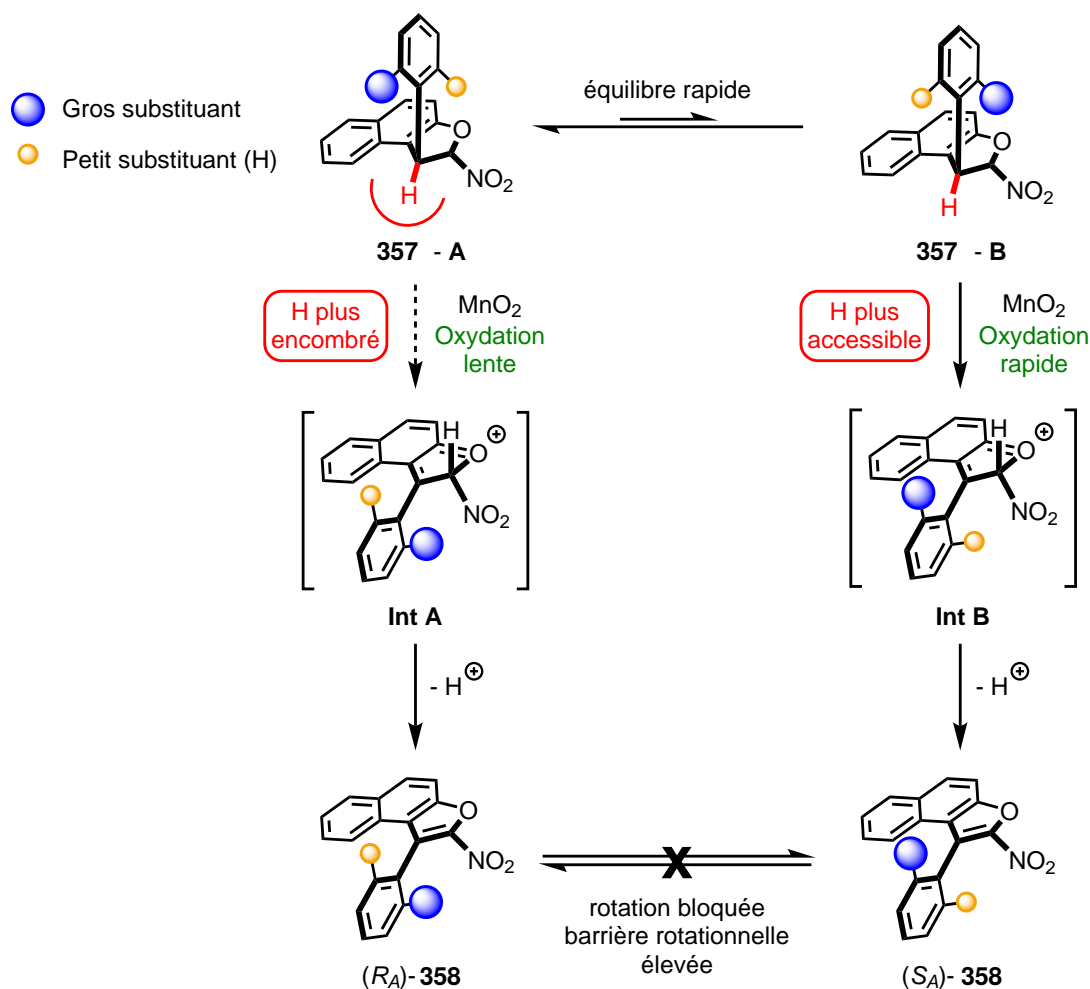 Gros substituant
Petit substituant (H)
O
NO2
H
357 - A
équilibre rapide
O
NO2
H
357 - B
H plus
encombré
MnO2
Oxydation
lente
H plus
accessible
MnO2
Oxydation
rapide
H
O
⊕
NO2
Int A
H
O
⊕
NO2
Int B
- H⊕
- H⊕
O
NO2
(RA)- 358
X
rotation bloquée
barrière rotationnelle
élevée
O
NO2
(SA)- 358